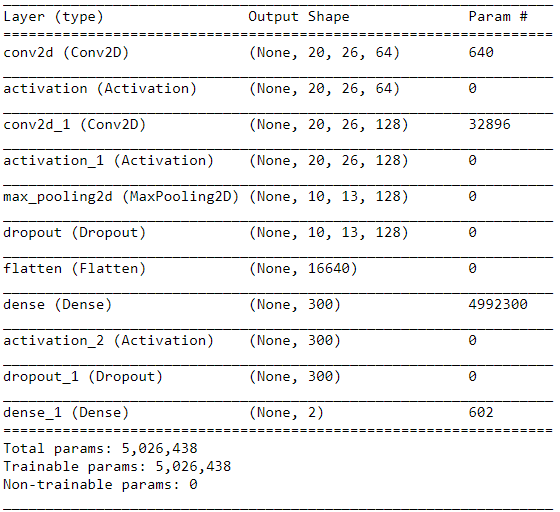 Layer (type) Output Shape Param #
conv2d (Conv2D) (None, 20, 26, 64) 640
activation (Activation) (None, 20, 26, 64) 0
conv2d_1 (Conv2D) (None, 20, 26, 128) 32896
activation_1 (Activation) (None, 20, 26, 128) 0
max_pooling2d (MaxPooling2D) (None, 10, 13, 128) 0
dropout (Dropout) (None, 10, 13, 128) 0
flatten (Flatten) (None, 16640) 0
dense (Dense) (None, 300) 4992300
activation_2 (Activation) (None, 300) 0
dropout_1 (Dropout) (None, 300) 0
dense_1 (Dense) (None, 2) 602
Total params: 5,026,438
Trainable params: 5,026,438
Non-trainable params: 0